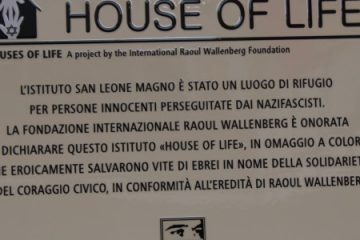 HOUSE OF LIFE
USES OF LIFE A project by the International Raoul Wallenberg Foundation
L'ISTITUTO SAN LEONE MAGNO È STATO UN LUOGO DI RIFUGIO
PER PERSONE INNOCENTI PERSEGUITATE DAI NAZIFASCISTI.
LA FONDAZIONE INTERNAZIONALE RAOUL WALLENBERG È ONORATA
DICHIARARE QUESTO ISTITUTO «HOUSE OF LIFE», IN OMAGGIO A COLOR
E EROICAMENTE SALVARONO VITE DI EBREI IN NOME DELLA SOLIDARIET
DEL CORAGGIO CIVICO, IN CONFORMITÀ ALL'EREDITÀ DI RAOUL WALLENBER